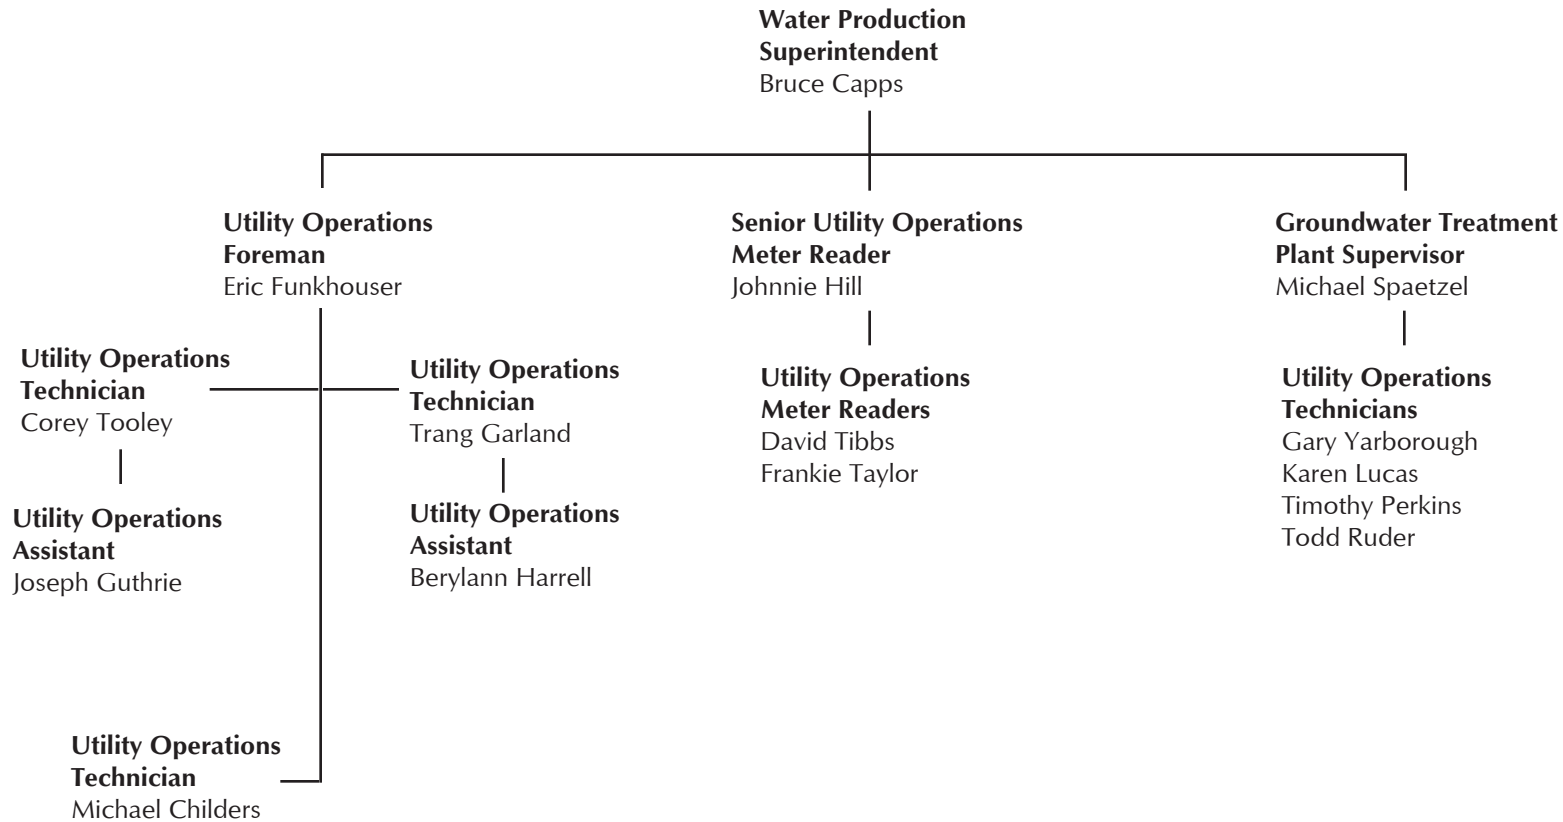 Water Production
Superintendent
Bruce Capps
Utility Operations
Foreman
Eric Funkhouser
Senior Utility Operations
Meter Reader
Johnnie Hill
Groundwater Treatment
Plant Supervisor
Michael Spaetzel
Utility Operations
Technician
Corey Tooley
Utility Operations
Technician
Trang Garland
Utility Operations
Meter Readers
David Tibbs
Frankie Taylor
Utility Operations
Technicians
Gary Yarborough
Karen Lucas
Timothy Perkins
Todd Ruder
Utility Operations
Assistant
Joseph Guthrie
Utility Operations
Assistant
Berylann Harrell
Utility Operations
Technician
Michael Childers